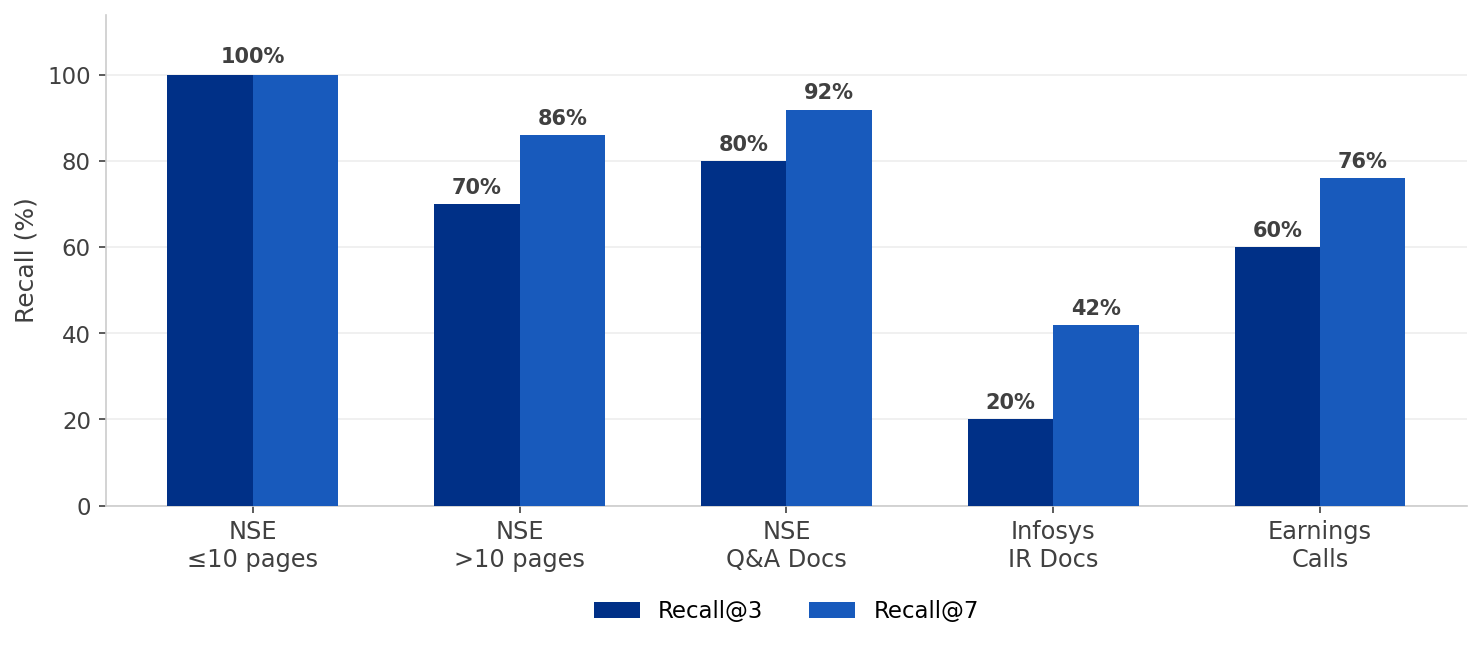 100%
100
92%
86%
80%
80
76%
70%
60%
60
42%
40
20%
20
0
Recall (%)
NSE
≤10 pages
NSE
>10 pages
NSE
Q&A Docs
Infosys
IR Docs
Earnings
Calls
Recall@3
Recall@7